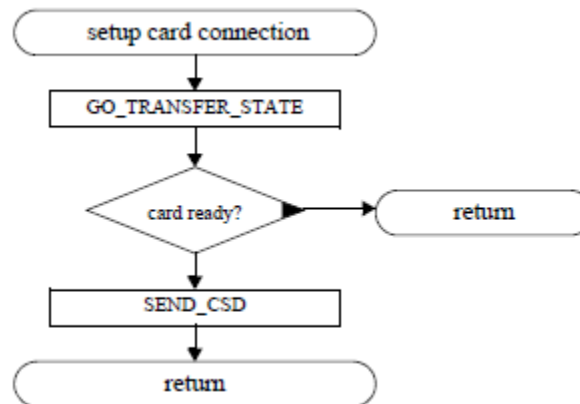 setup card connection
GO_TRANSFER_STATE
card ready?
return
SEND_CSD
return